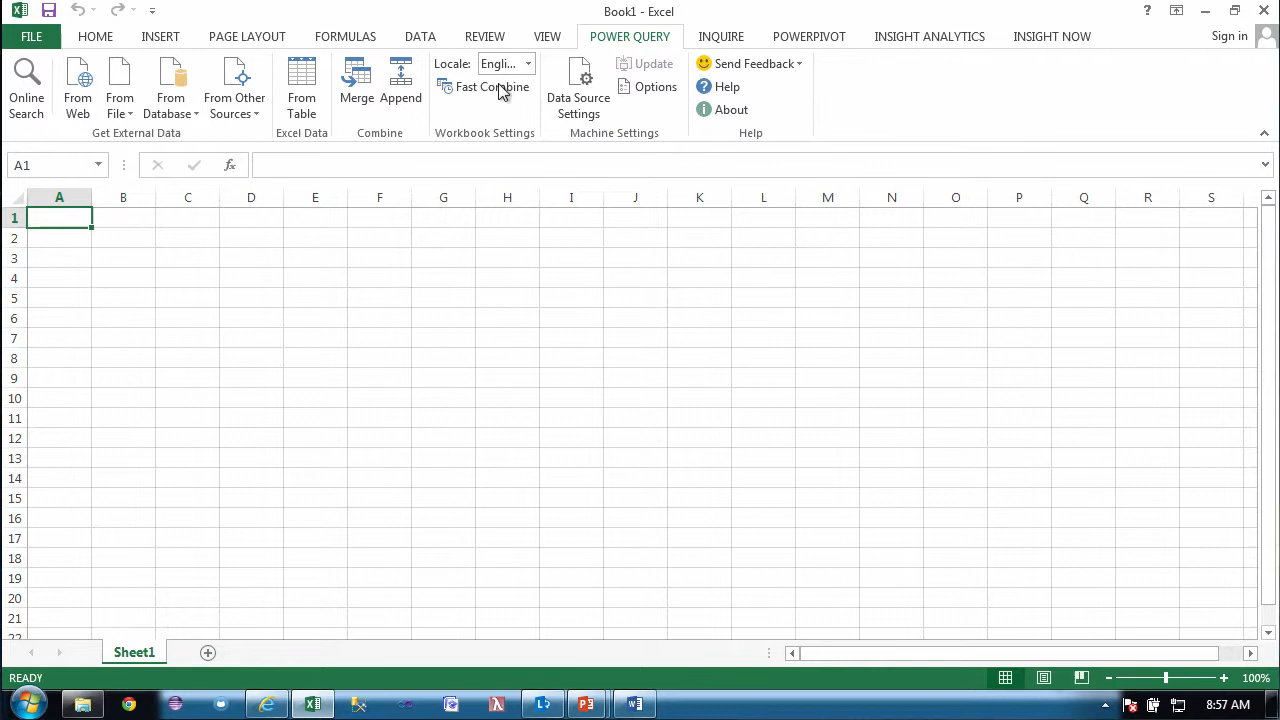 Book1 - Excel
FILE HOME INSERT PAGE LAYOUT FORMULAS DATA REVIEW VIEW POWER QUERY INQUIRE POWERPIVOT INSIGHT ANALYTICS INSIGHT NOW Sign in
Online Search
From Web
From File
From Database
From Other Sources
Get External Data
From Table
Excel Data
Merge
Append
Combine
Locale: Engli...
Fast Combine
Workbook Settings
Data Source Settings
Update
Options
Machine Settings
Send Feedback
Help
About
Help
A1
fx
A B C D E F G H I J K L M N O P Q R S
1
2
3
4
5
6
7
8
9
10
11
12
13
14
15
16
17
18
19
20
21
22
Sheet1
READY
100%
8:57 AM